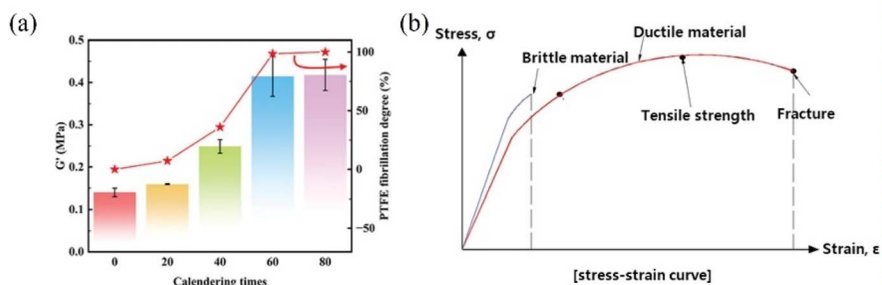 (a)
0.5
0.4
0.3
0.2
0.1
0.0
G' (MPa)
100
50
0
−50
PTFE fibrillation degree (%)
0 20 40 60 80
Calendering times
(b)
Stress, σ
Ductile material
Brittle material
Tensile strength
Fracture
Strain, ε
[stress-strain curve]